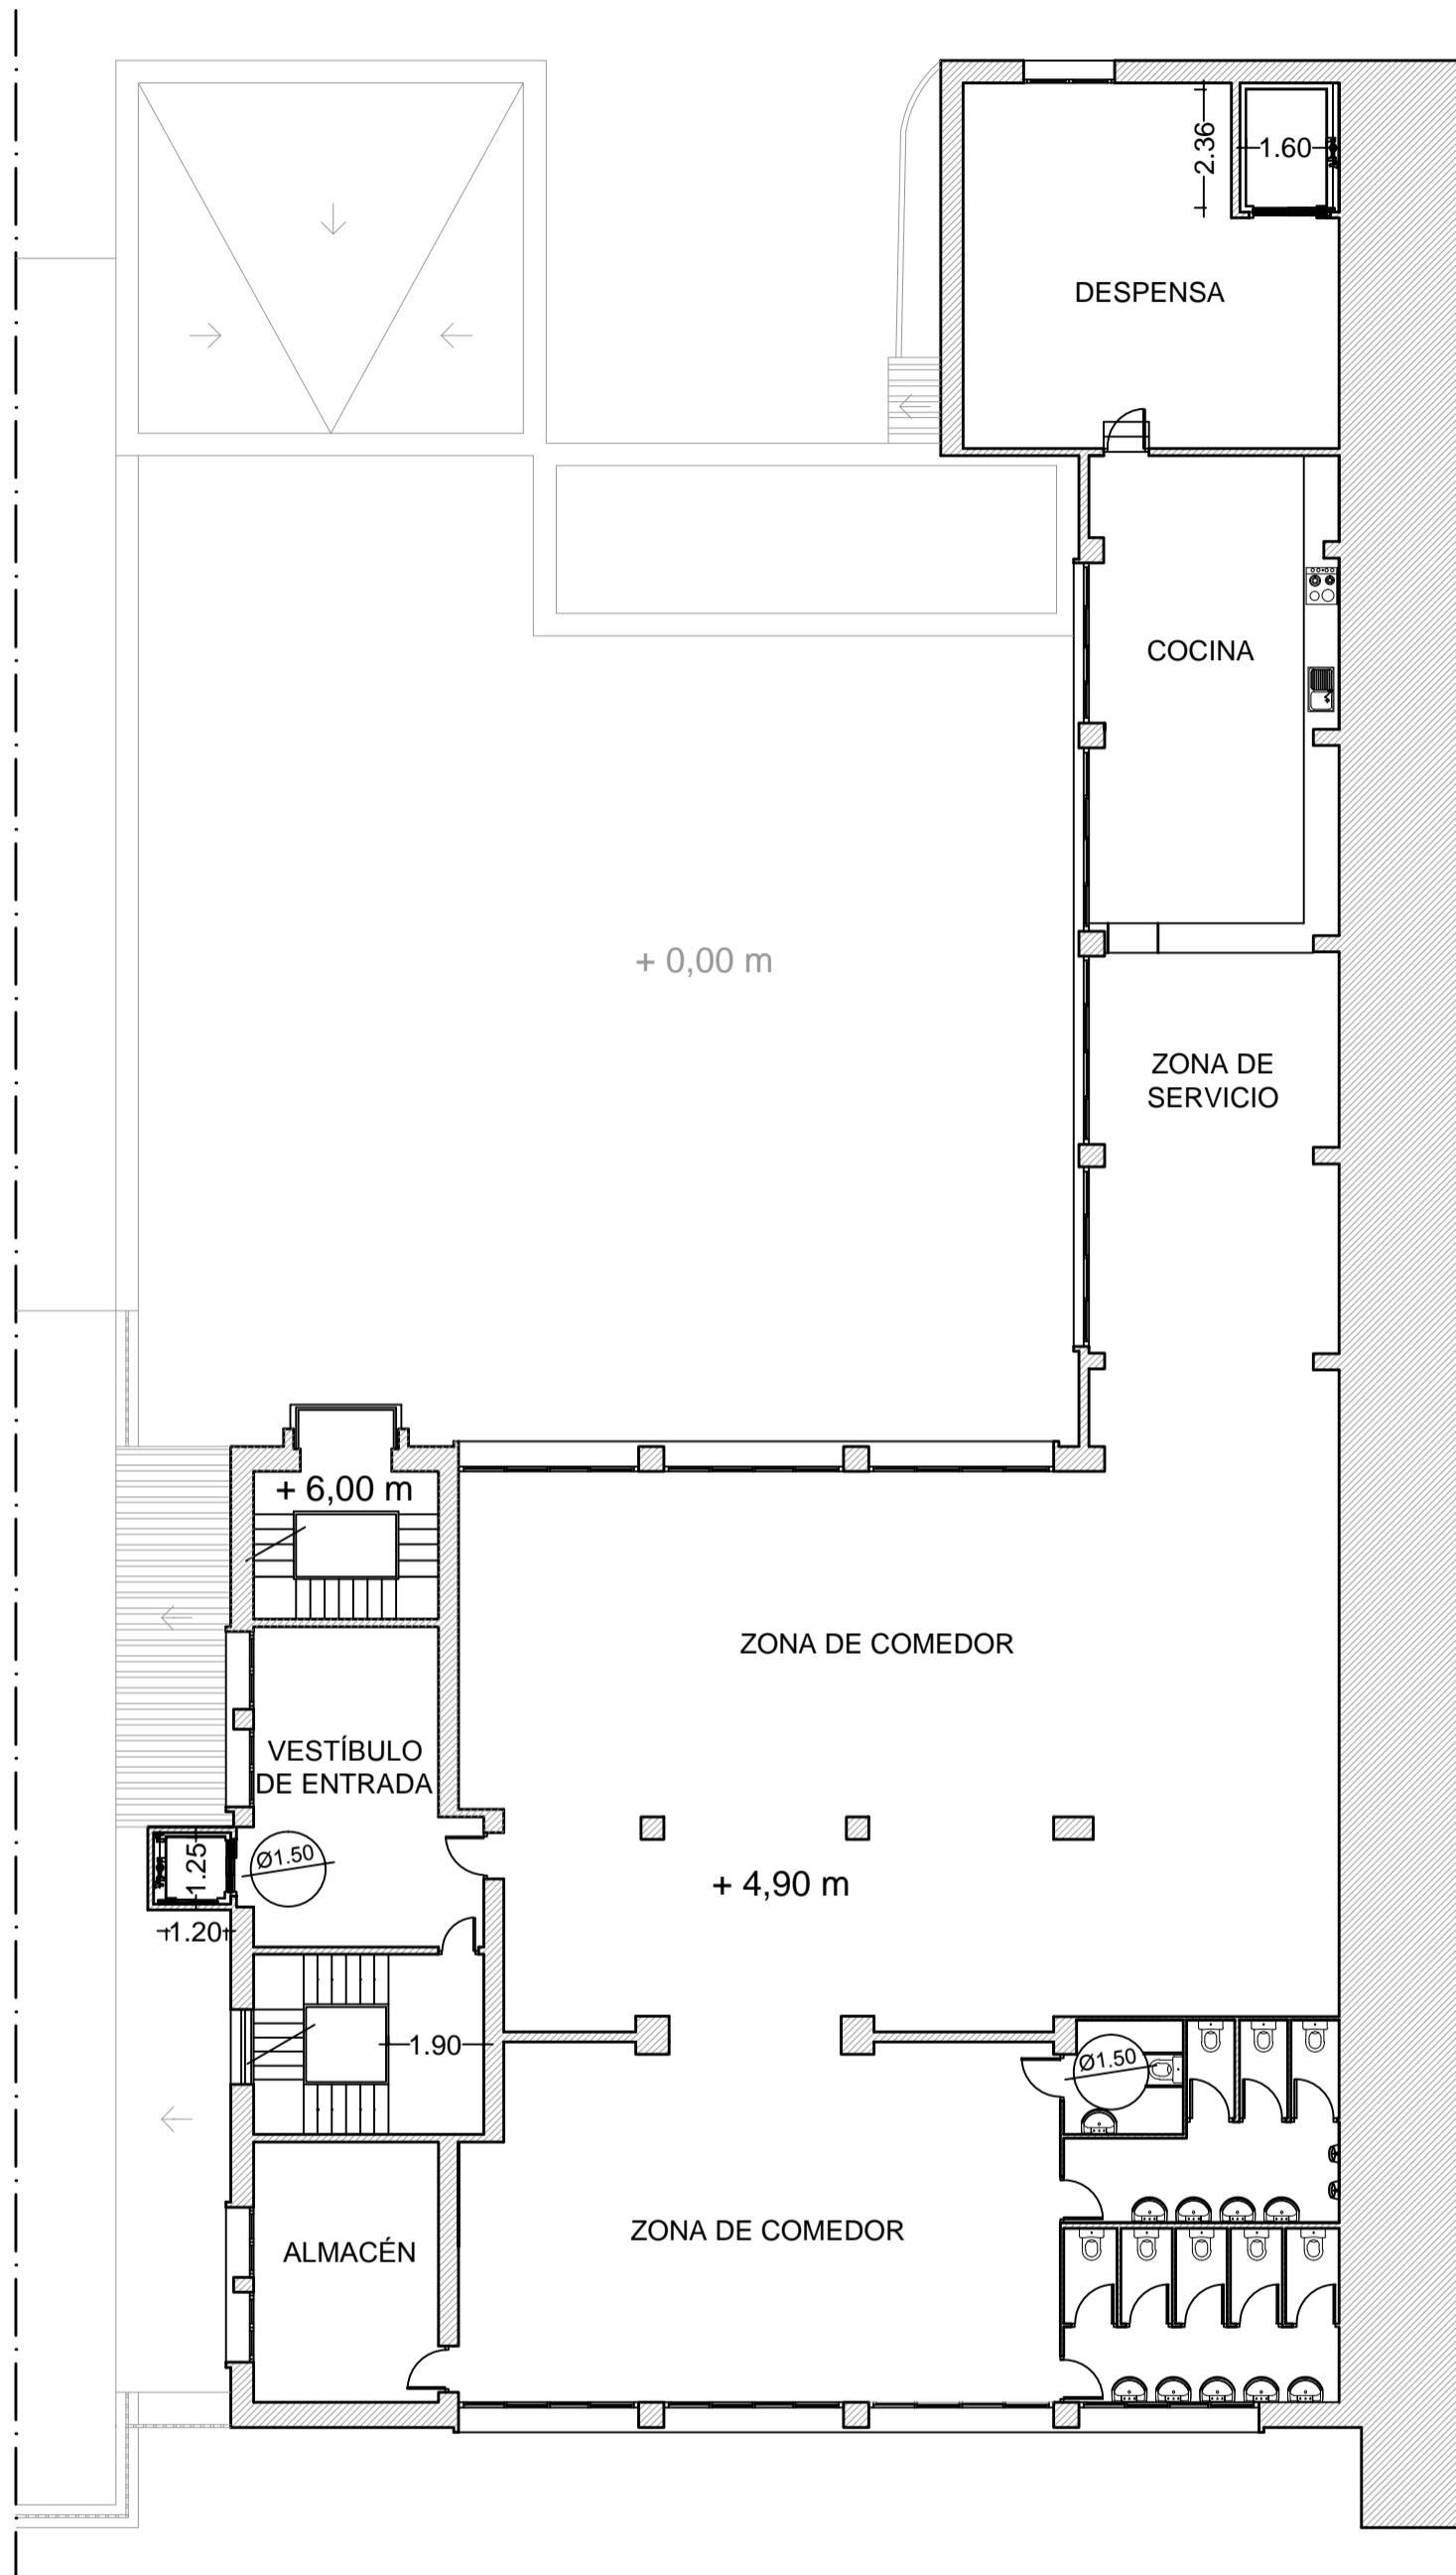 2.36
1.60
DESPENSA
COCINA
+ 0,00 m
ZONA DE
SERVICIO
+ 6,00 m
ZONA DE COMEDOR
VESTÍBULO
DE ENTRADA
1.25
Ø1.50
+ 4,90 m
1.20
1.90
Ø1.50
ZONA DE COMEDOR
ALMACÉN